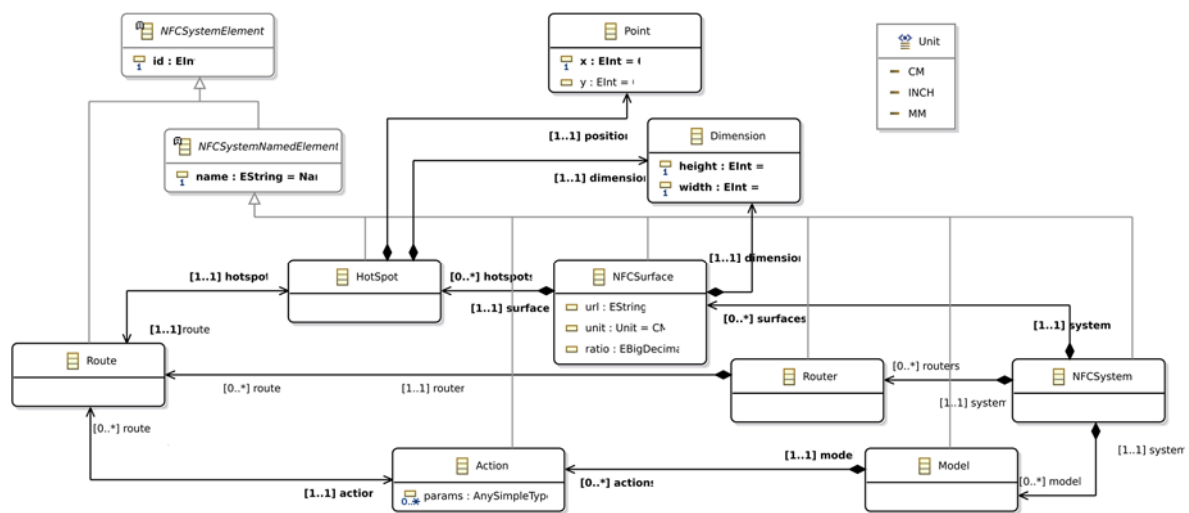 NFCSystemElement
id : EIn
Point
x : EInt =
y : EInt =
Unit
CM
INCH
MM
NFCSystemNamedElement
name : EString = Na
[1..1] position
Dimension
height : EInt =
width : EInt =
[1..1] dimension
[1..1] hotspot
HotSpot
[0..*] hotspots
[1..1] surface
NFCSurface
url : EString
unit : Unit = CM
ratio : EBigDecima
[1..1] dimension
[0..*] surfaces
[1..1] system
[1..1]route
Route
[0..*] route
[1..1] router
Router
[0..*] routers
[1..1] system
NFCSystem
[0..*] route
[1..1] action
Action
params : AnySimpleType
0..*
[1..1] mode
[0..*] actions
Model
[0..*] model
[1..1] system